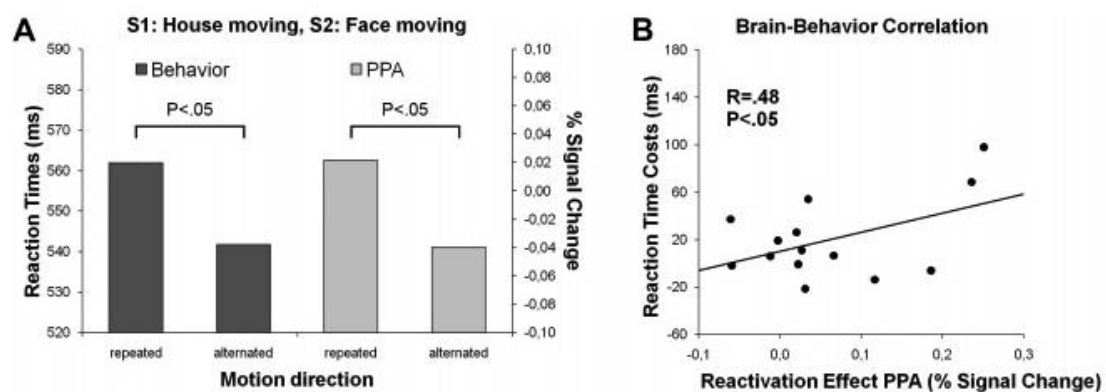 A
S1: House moving, S2: Face moving
590
580
570
560
550
540
530
520
Reaction Times (ms)
Behavior
PPA
P<.05
P<.05
0,10
0,08
0,06
0,04
0,02
0,00
-0,02
-0,04
-0,06
-0,08
-0,10
% Signal Change
repeated
alternated
repeated
alternated
Motion direction
B
Brain-Behavior Correlation
180
140
100
60
20
-20
-60
Reaction Time Costs (ms)
R=.48
P<.05
-0,1
0,0
0,1
0,2
0,3
Reactivation Effect PPA (% Signal Change)